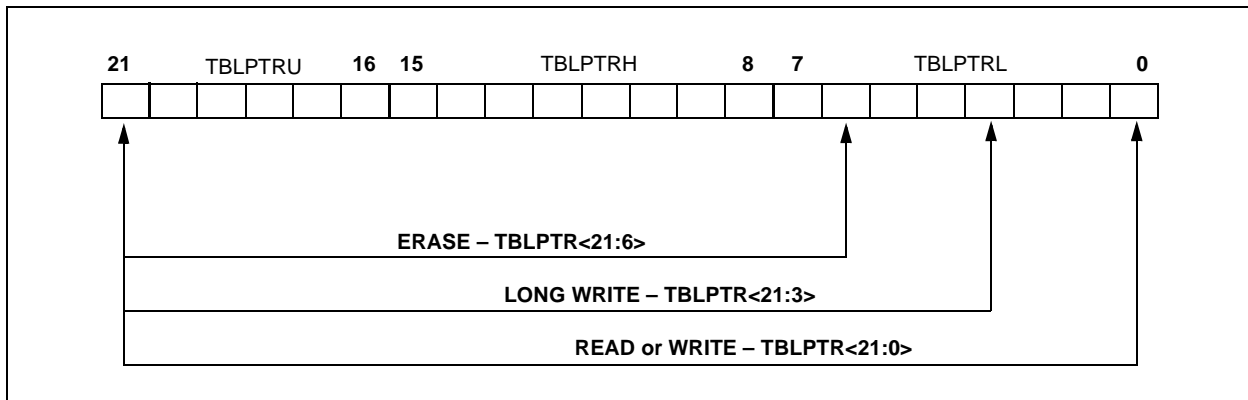 21 TBLPTRU 16 15 TBLPTRH 8 7 TBLPTRL 0
ERASE – TBLPTR<21:6>
LONG WRITE – TBLPTR<21:3>
READ or WRITE – TBLPTR<21:0>